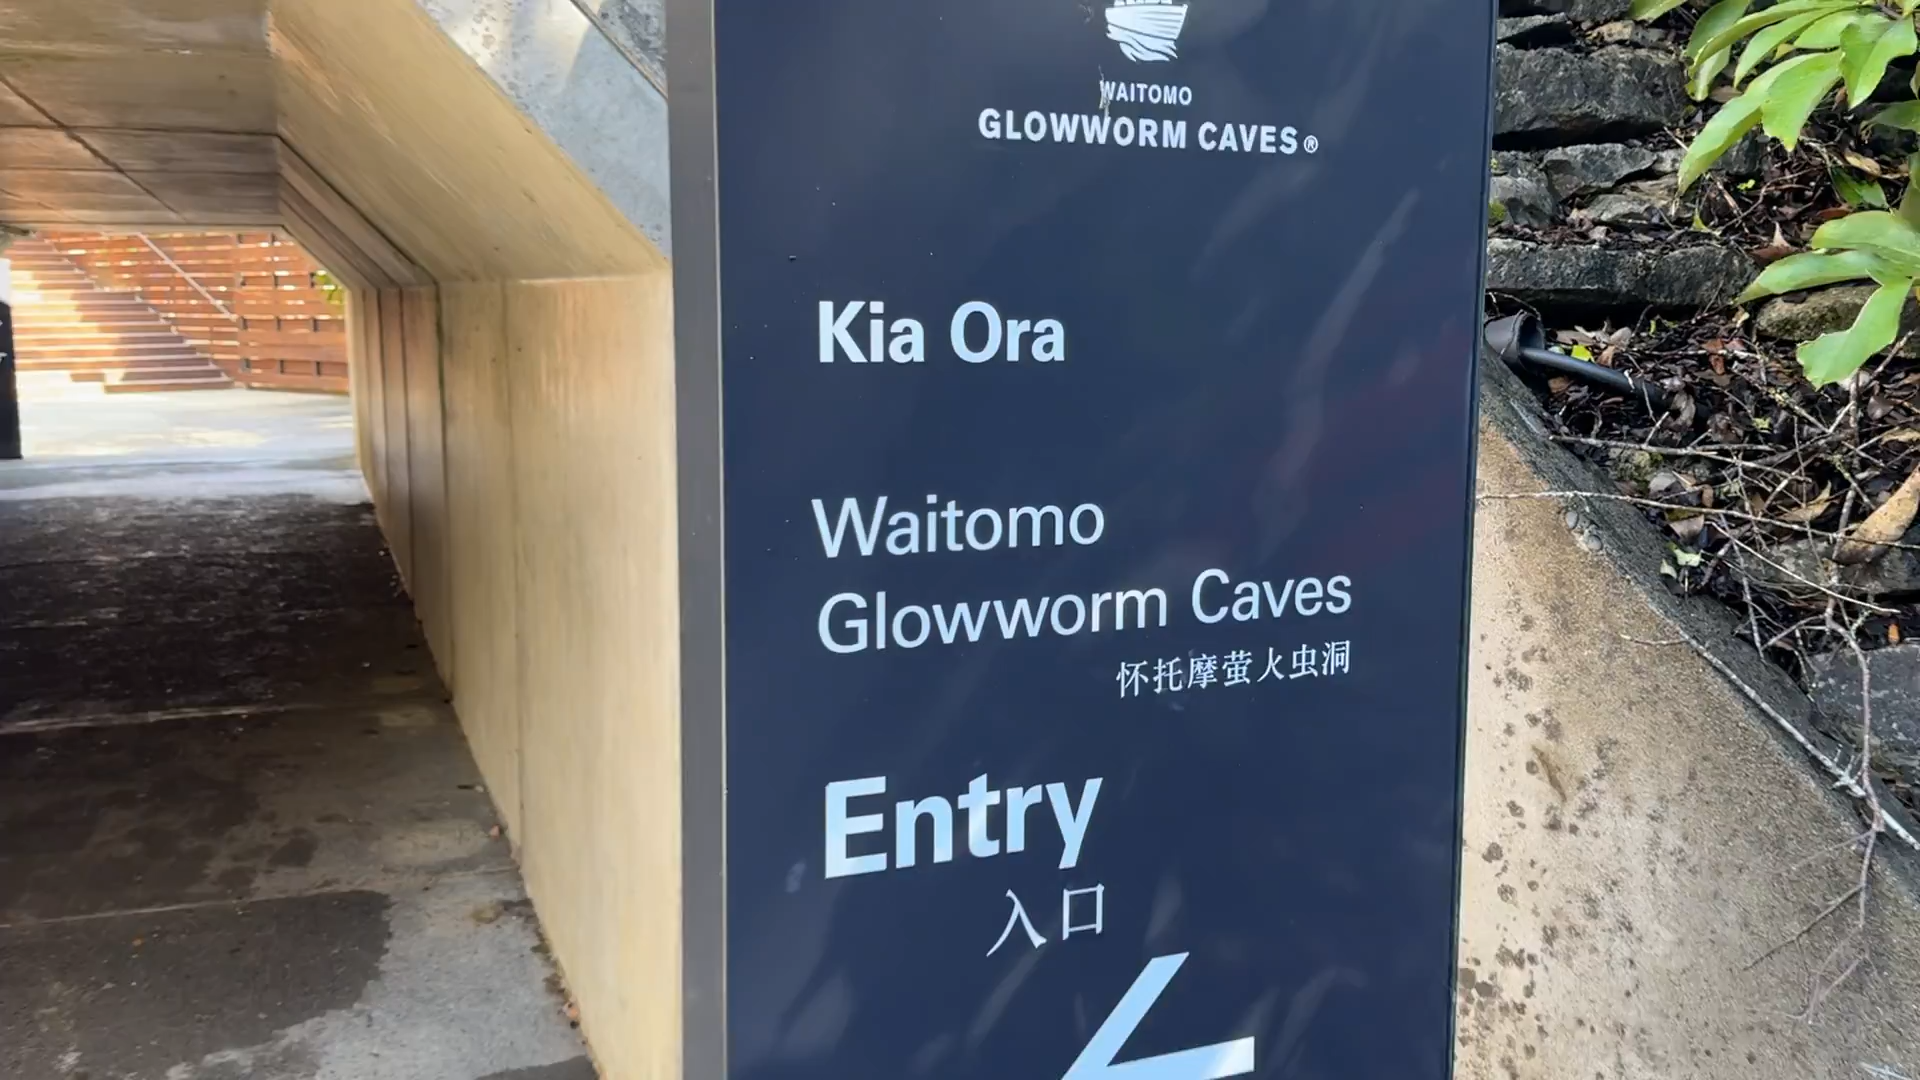 WAITOMO
GLOWWORM CAVES®
Kia Ora
Waitomo
Glowworm Caves
怀托摩萤火虫洞
Entry
入口